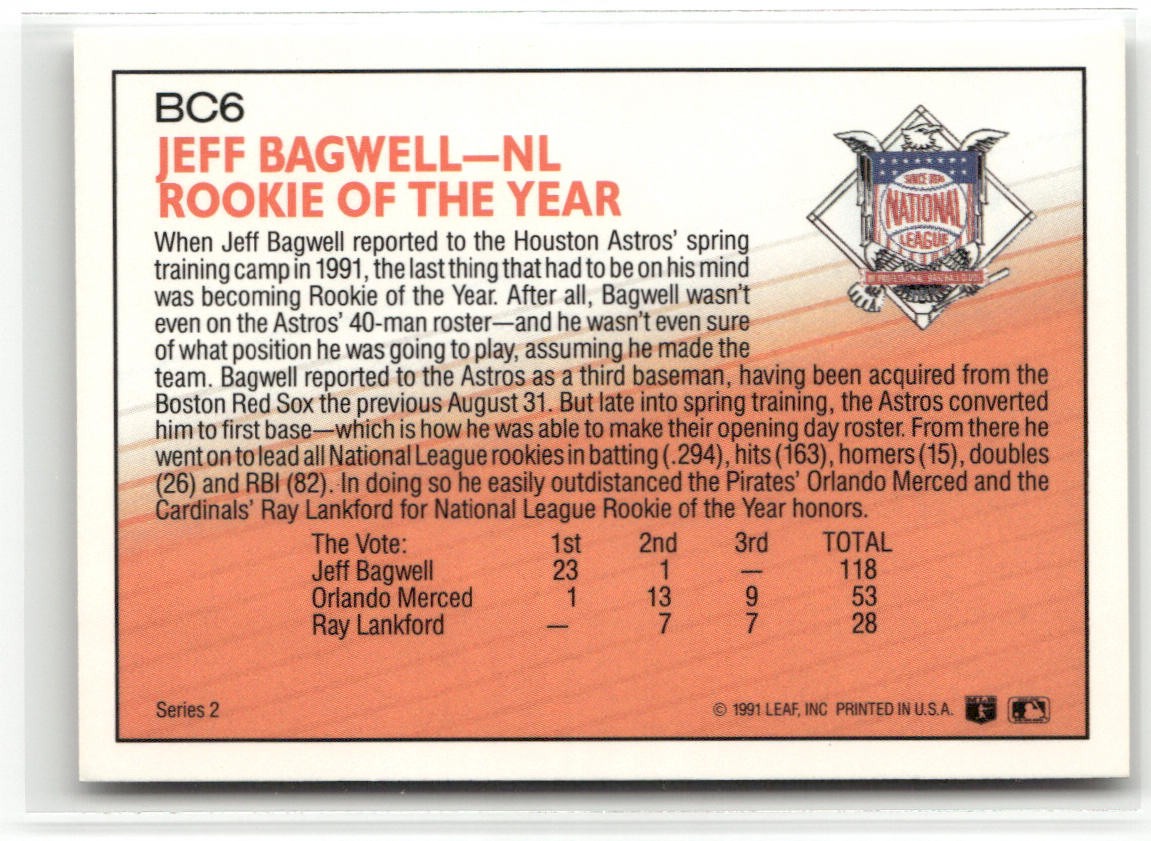 BC6
JEFF BAGWELL—NL
ROOKIE OF THE YEAR
When Jeff Bagwell reported to the Houston Astros' spring
training camp in 1991, the last thing that had to be on his mind
was becoming Rookie of the Year. After all, Bagwell wasn't
even on the Astros' 40-man roster—and he wasn't even sure
of what position he was going to play, assuming he made the
team. Bagwell reported to the Astros as a third baseman, having been acquired from the
Boston Red Sox the previous August 31. But late into spring training, the Astros converted
him to first base—which is how he was able to make their opening day roster. From there he
went on to lead all National League rookies in batting (.294), hits (163), homers (15), doubles
(26) and RBI (82). In doing so he easily outdistanced the Pirates' Orlando Merced and the
Cardinals' Ray Lankford for National League Rookie of the Year honors.
The Vote: 1st 2nd 3rd TOTAL
Jeff Bagwell 23 1 — 118
Orlando Merced 1 13 9 53
Ray Lankford — 7 7 28
SINCE 1876
NATIONAL
LEAGUE
OF PROFESSIONAL BASEBALL CLUBS
Series 2
© 1991 LEAF, INC PRINTED IN U.S.A.